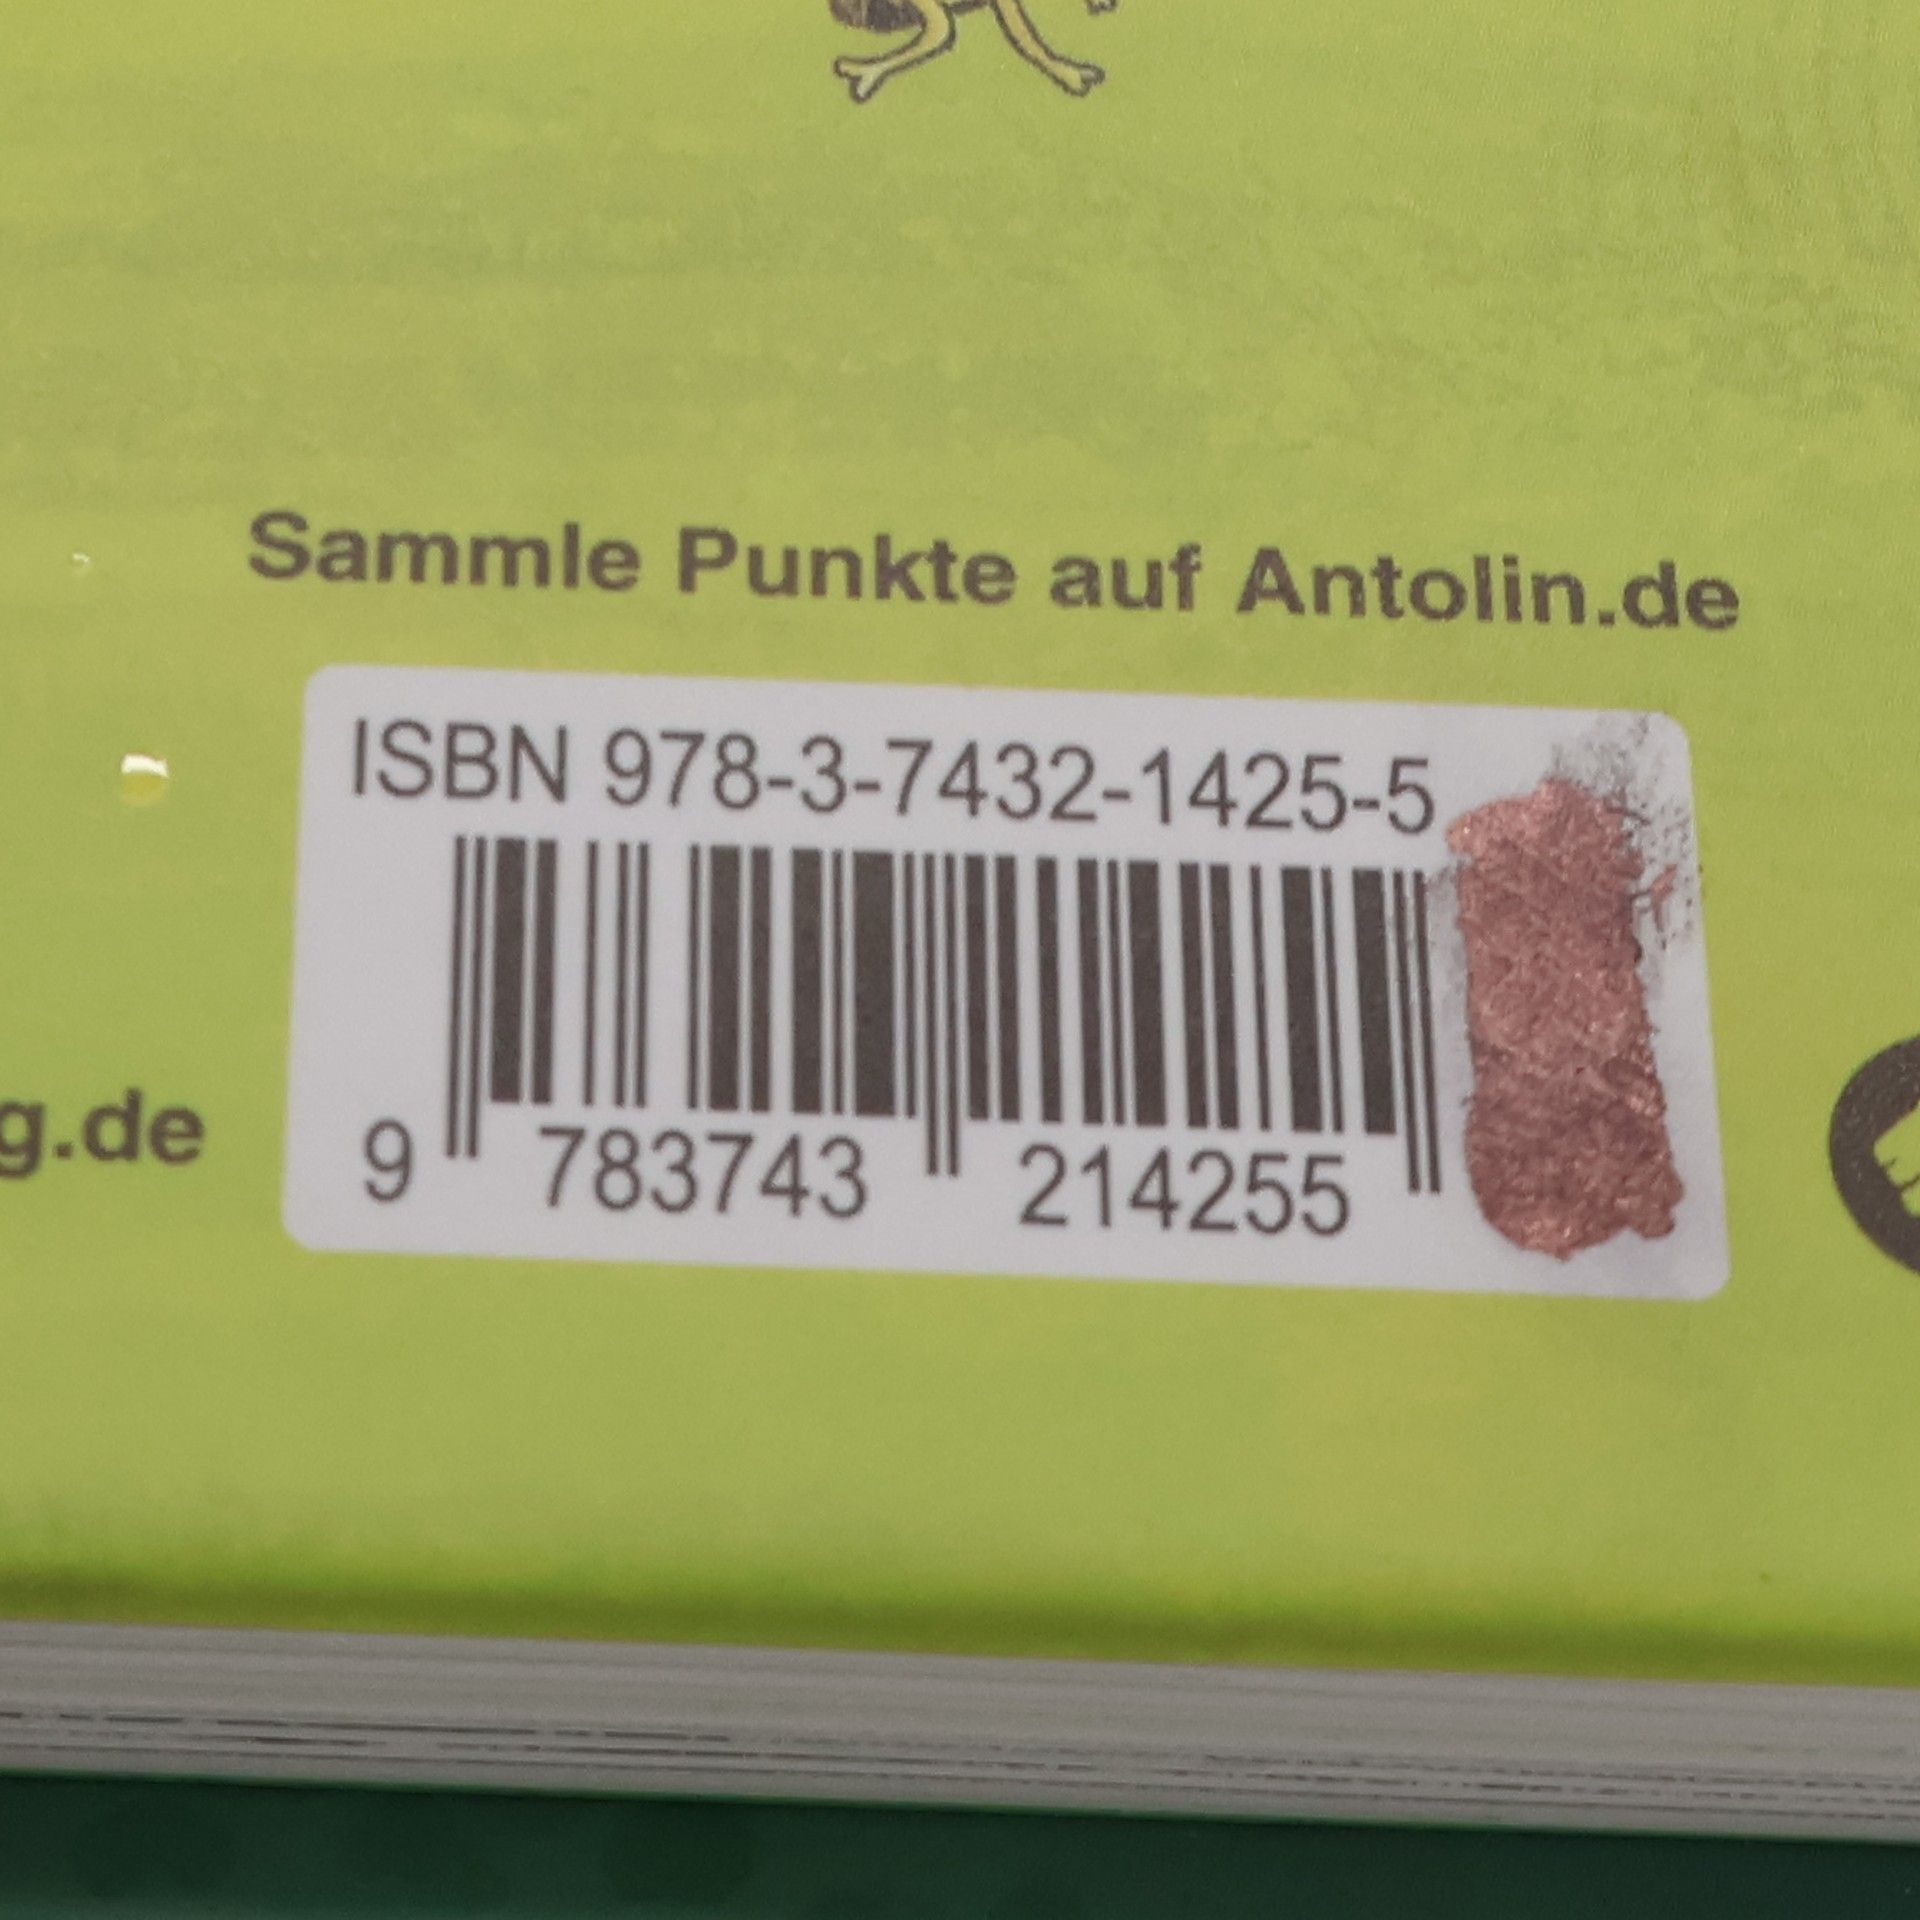 Sammle Punkte auf Antolin.de
ISBN 978-3-7432-1425-5
g.de
9 783743 214255